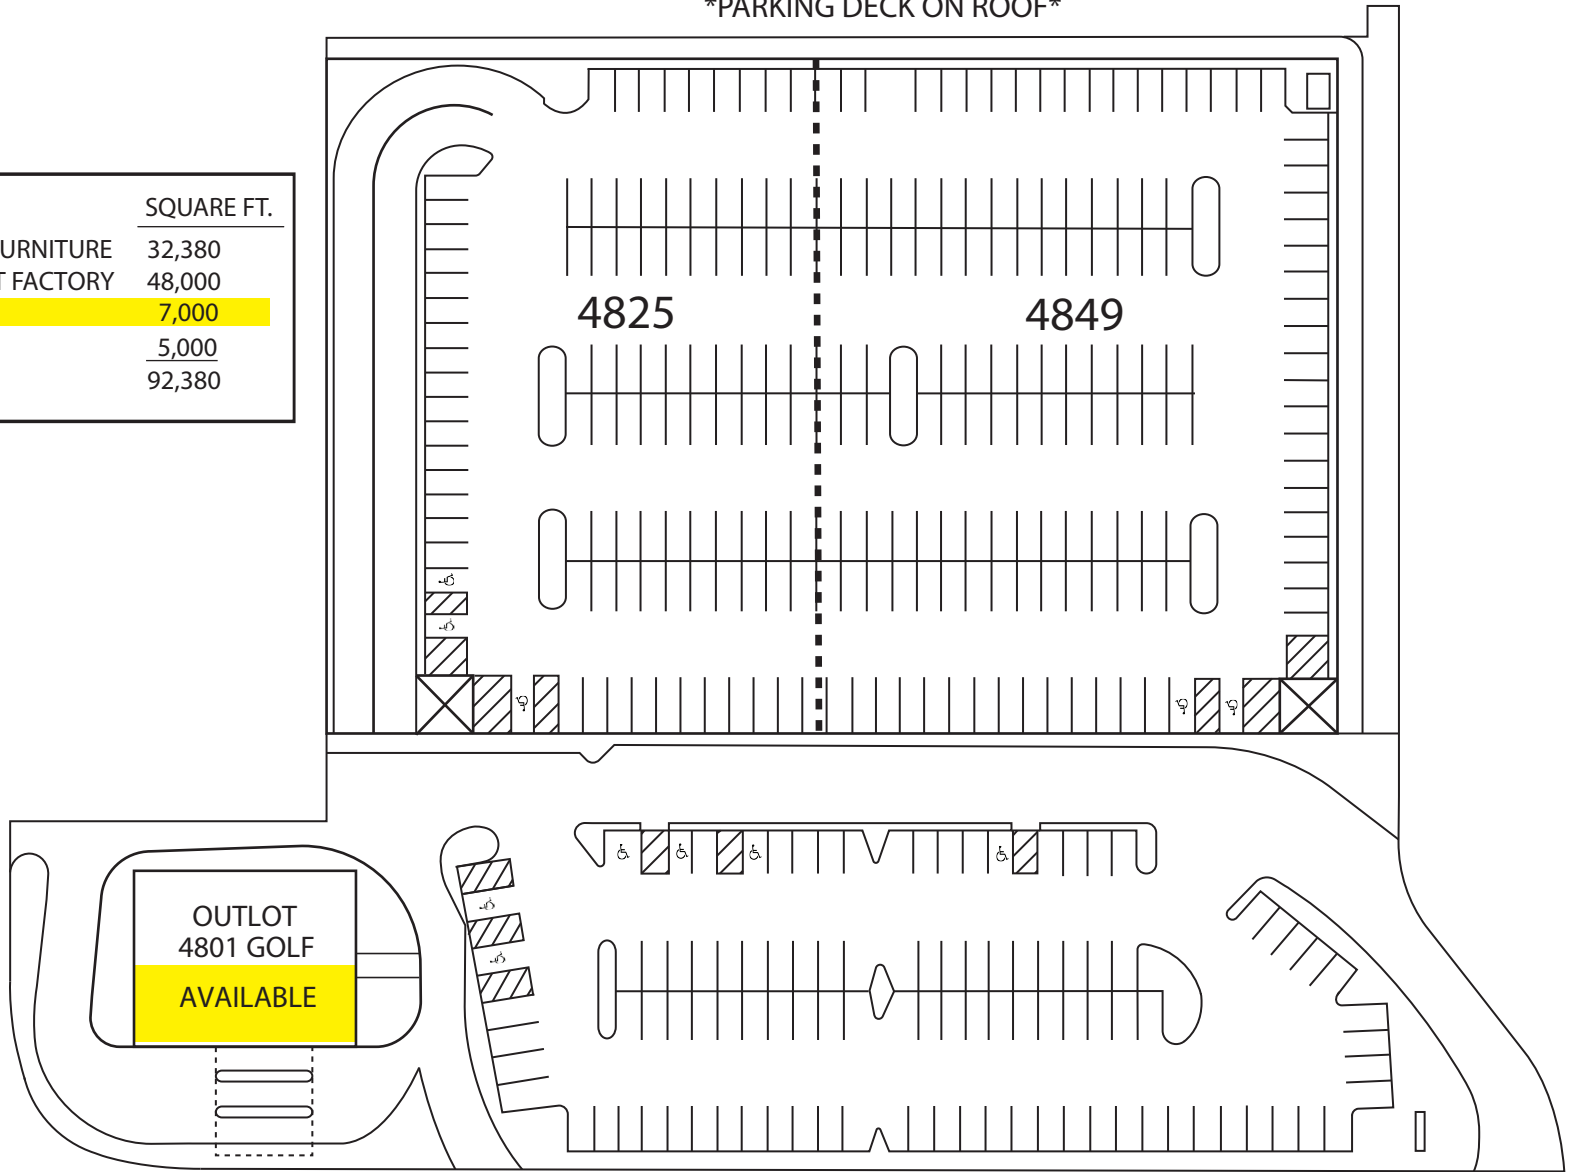 *PARKING DECK ON ROOF*
SQUARE FT.
URNITURE 32,380
T FACTORY 48,000
7,000
5,000
92,380
4825
4849
OUTLOT
4801 GOLF
AVAILABLE